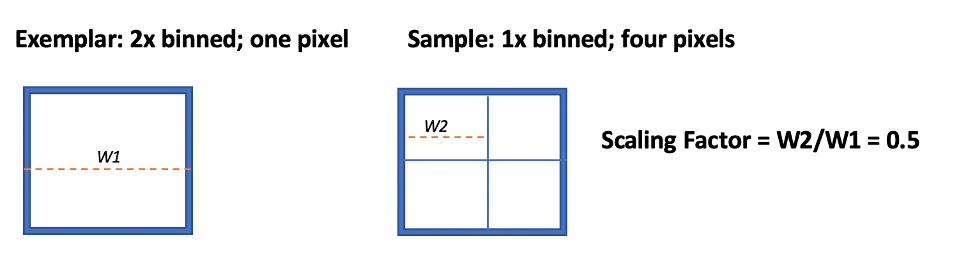 Exemplar: 2x binned; one pixel
Sample: 1x binned; four pixels
W1
W2
Scaling Factor = W2/W1 = 0.5